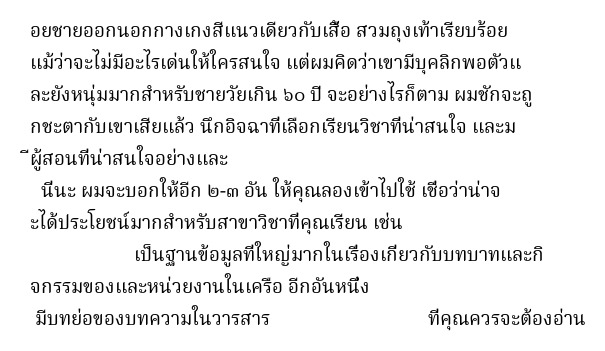 อยชายออกนอกกางเกงสีแนวเดียวกับเสื้อ สวมถุงเท้าเรียบร้อย
แม้ว่าจะไม่มีอะไรเด่นให้ใครสนใจ แต่ผมคิดว่าเขามีบุคลิกพอตัวแ
ละยังหนุ่มมากสำหรับชายวัยเกิน ๖๐ ปี จะอย่างไรก็ตาม ผมชักจะถู
กชะตากับเขาเสียแล้ว นึกอิจฉาที่เลือกเรียนวิชาที่น่าสนใจ และม
ีผู้สอนที่น่าสนใจอย่างและ
นี่นะ ผมจะบอกให้อีก ๒-๓ อัน ให้คุณลองเข้าไปใช้ เชื่อว่าน่าจ
ะได้ประโยชน์มากสำหรับสาขาวิชาที่คุณเรียน เช่น
เป็นฐานข้อมูลที่ใหญ่มากในเรื่องเกี่ยวกับบทบาทและกิ
จกรรมของและหน่วยงานในเครือ อีกอันหนึ่ง
มีบทย่อของบทความในวารสาร ที่คุณควรจะต้องอ่าน